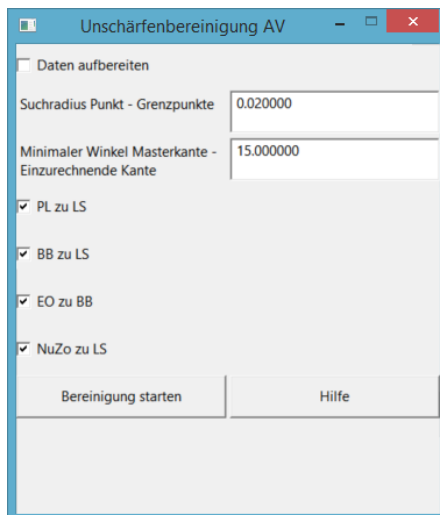 Unschärfenbereinigung AV
Daten aufbereiten
Suchradius Punkt - Grenzpunkte 0.020000
Minimaler Winkel Masterkante - 15.000000
Einzurechnende Kante
PL zu LS
BB zu LS
EO zu BB
NuZo zu LS
Bereinigung starten Hilfe